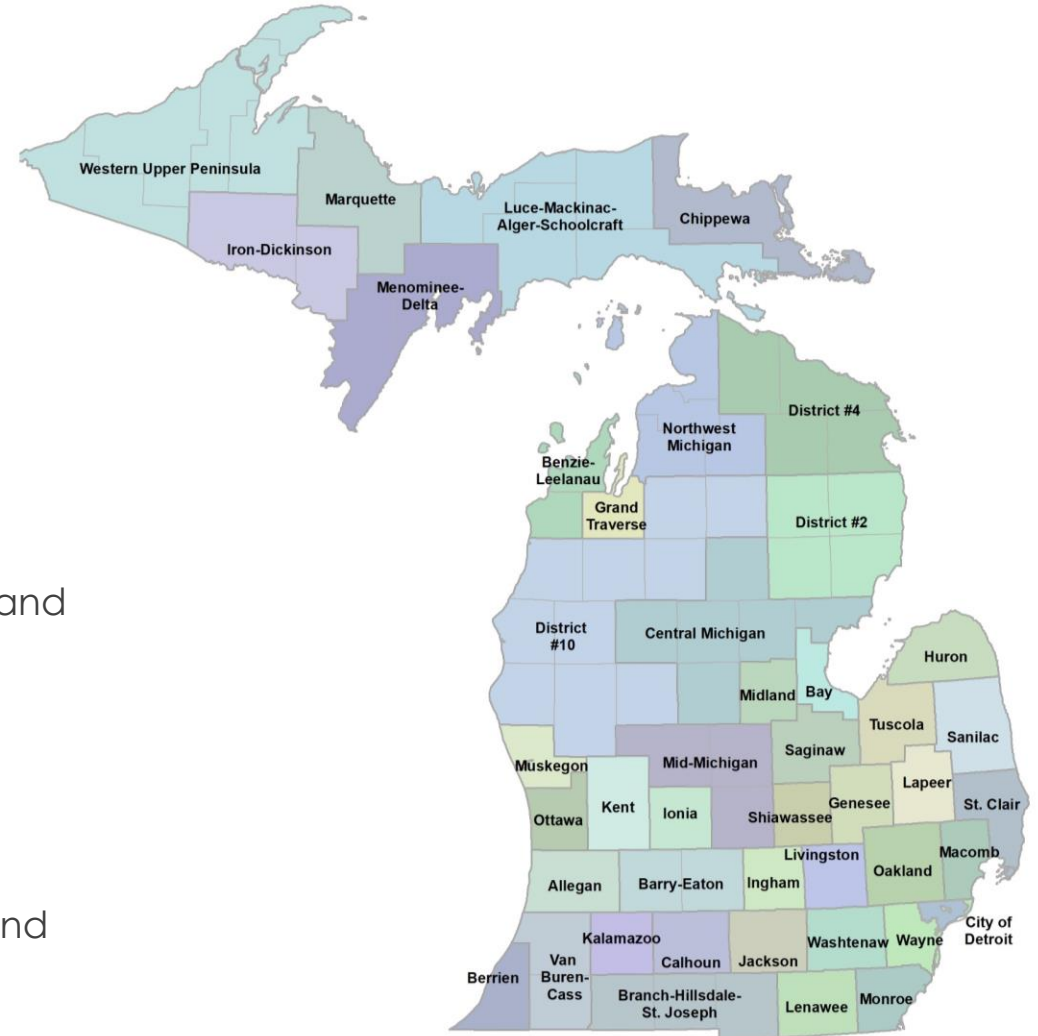 Western Upper Peninsula
Marquette
Luce-Mackinac-
Alger-Schoolcraft
Chippewa
Iron-Dickinson
Menominee-
Delta
District #4
Northwest
Michigan
Benzie-
Leelanau
Grand
Traverse
District #2
and
District
#10
Central Michigan
Huron
Midland
Bay
Tuscola
Sanilac
Saginaw
Muskegon
Mid-Michigan
Lapeer
Kent
Ionia
Genesee
St. Clair
Ottawa
Shiawassee
Livingston
Macomb
Oakland
Allegan
Barry-Eaton
Ingham
nd
City of
Detroit
Kalamazoo
Washtenaw
Wayne
Calhoun
Jackson
Van
Buren-
Cass
Berrien
Branch-Hillsdale-
St. Joseph
Lenawee
Monroe